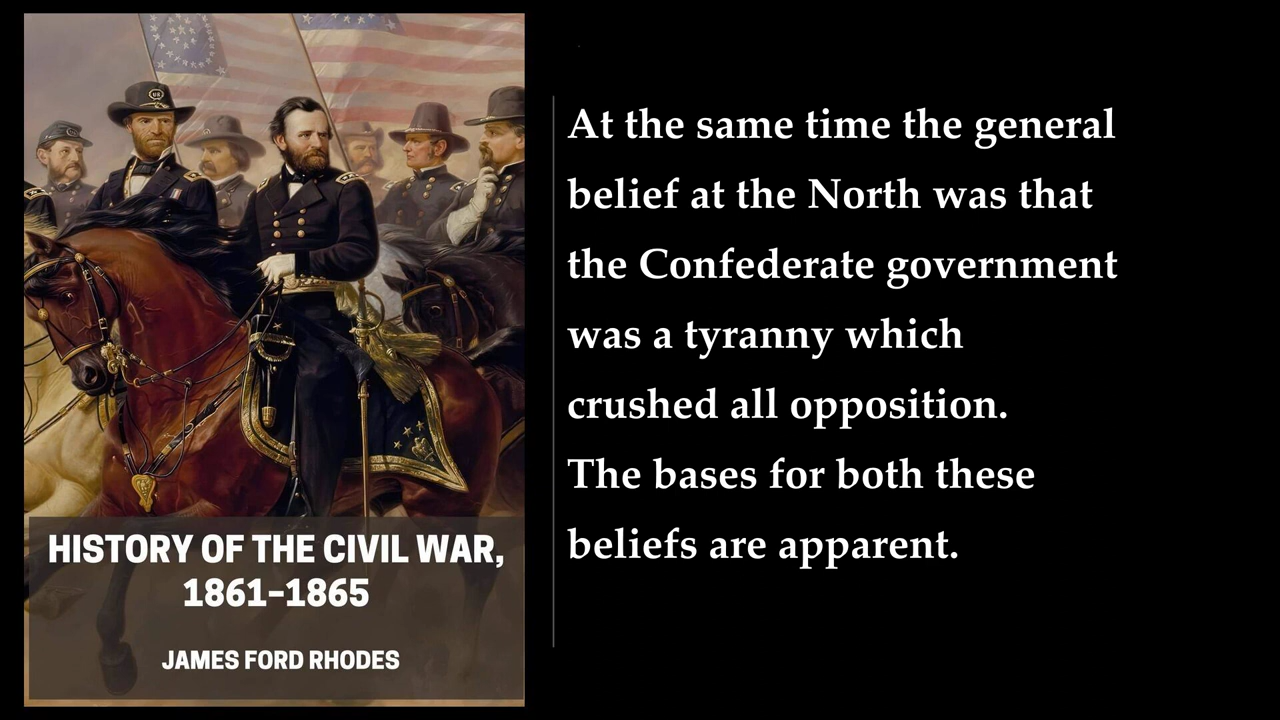 HISTORY OF THE CIVIL WAR,
1861–1865
JAMES FORD RHODES
At the same time the general
belief at the North was that
the Confederate government
was a tyranny which
crushed all opposition.
The bases for both these
beliefs are apparent.